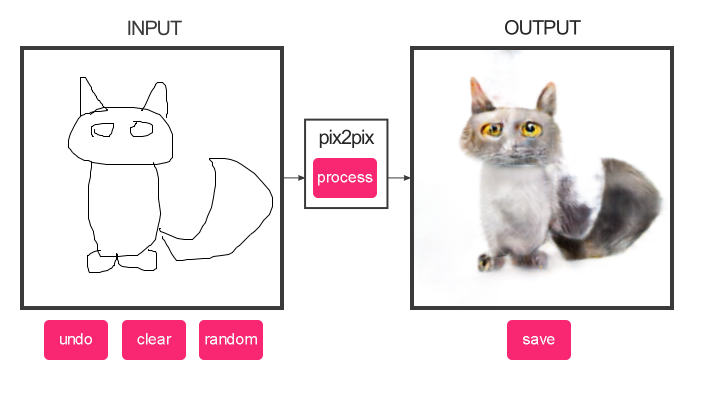 INPUT
OUTPUT
pix2pix
process
undo
clear
random
save